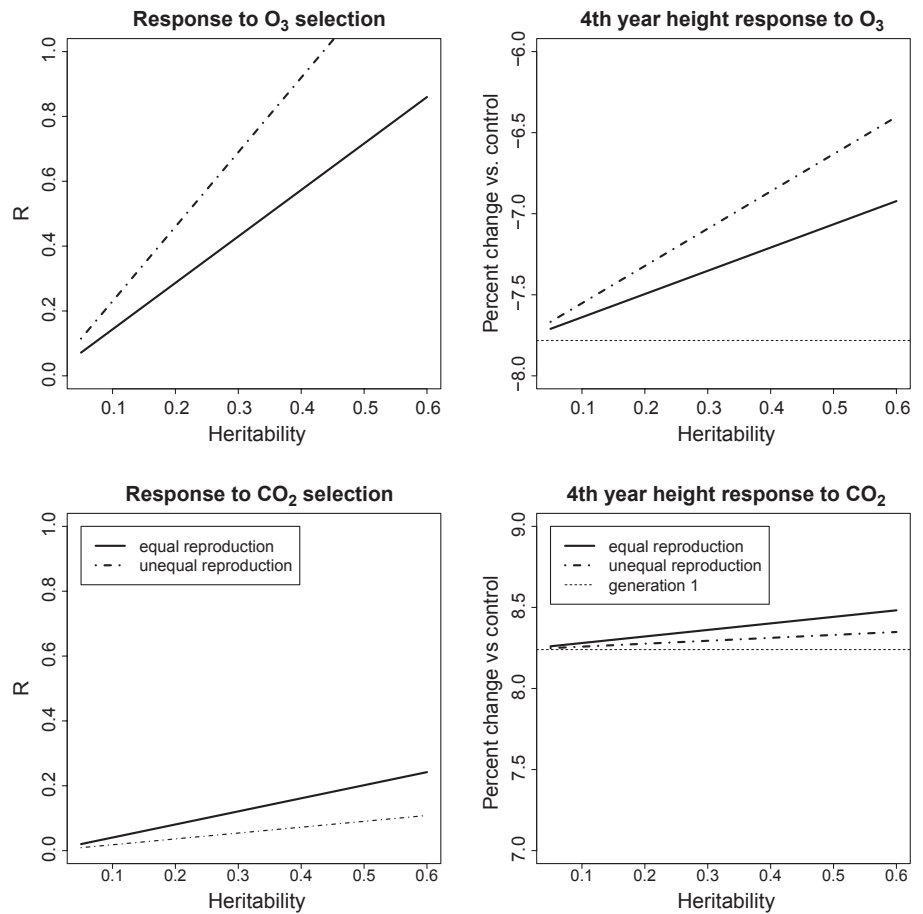 Response to O3 selection
1.0
0.8
0.6
0.4
0.2
0.0
R
0.1 0.2 0.3 0.4 0.5 0.6
Heritability
4th year height response to O3
−6.0
−6.5
−7.0
−7.5
−8.0
Percent change vs. control
0.1 0.2 0.3 0.4 0.5 0.6
Heritability
Response to CO2 selection
equal reproduction
unequal reproduction
1.0
0.8
0.6
0.4
0.2
0.0
R
0.1 0.2 0.3 0.4 0.5 0.6
Heritability
4th year height response to CO2
equal reproduction
unequal reproduction
generation 1
9.0
8.5
8.0
7.5
7.0
Percent change vs control
0.1 0.2 0.3 0.4 0.5 0.6
Heritability